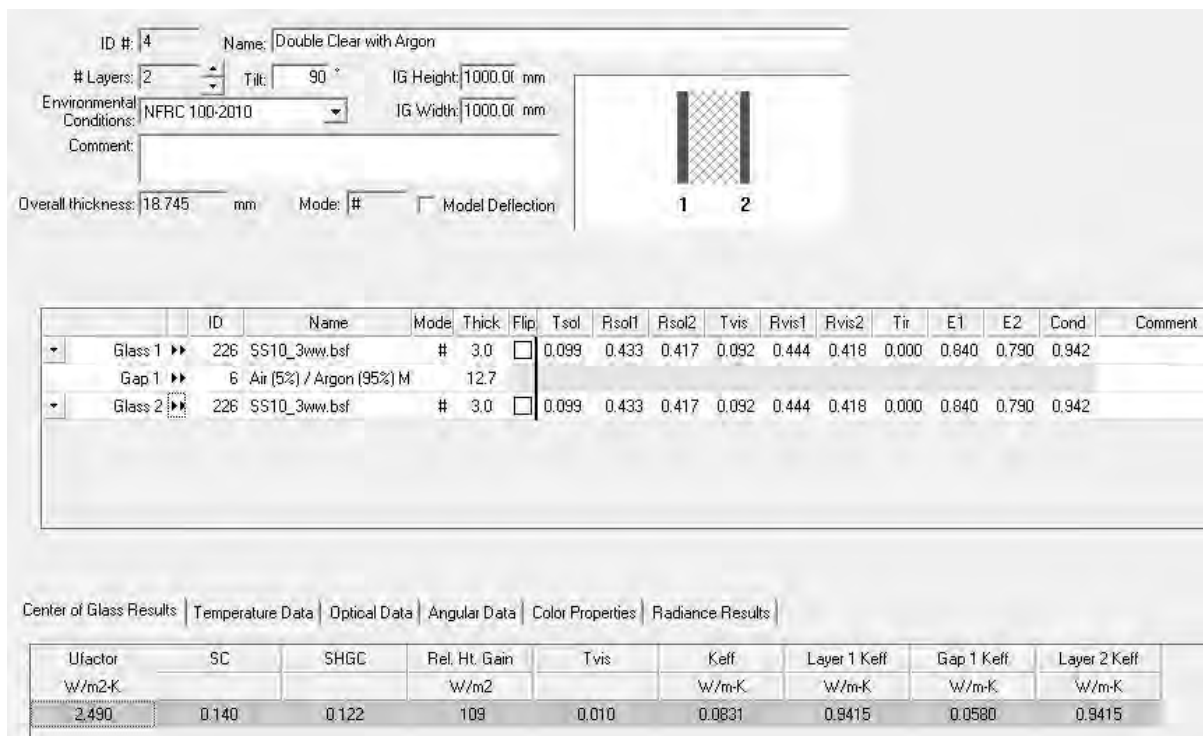 ID #: 4 Name: Double Clear with Argon
# Layers: 2 Tilt: 90 ° IG Height: 1000.0( mm
Environmental Conditions: NFRC 100-2010 IG Width: 1000.0( mm
Comment:
Overall thickness: 18.745 mm Mode: # Model Deflection
1 2
ID Name Mode Thick Flip Tsol Rsol1 Rsol2 Tvis Rvis1 Rvis2 Tir E1 E2 Cond Comment
Glass 1 226 SS10_3ww.bsf # 3.0 0.099 0.433 0.417 0.092 0.444 0.418 0.000 0.840 0.790 0.942
Gap 1 6 Air (5%) / Argon (95%) M 12.7
Glass 2 226 SS10_3ww.bsf # 3.0 0.099 0.433 0.417 0.092 0.444 0.418 0.000 0.840 0.790 0.942
Center of Glass Results Temperature Data Optical Data Angular Data Color Properties Radiance Results
Ufactor SC SHGC Rel. Ht. Gain Tvis Keff Layer 1 Keff Gap 1 Keff Layer 2 Keff
W/m2-K W/m2 W/m-K W/m-K W/m-K W/m-K
2.490 0.140 0.122 109 0.010 0.0831 0.9415 0.0580 0.9415